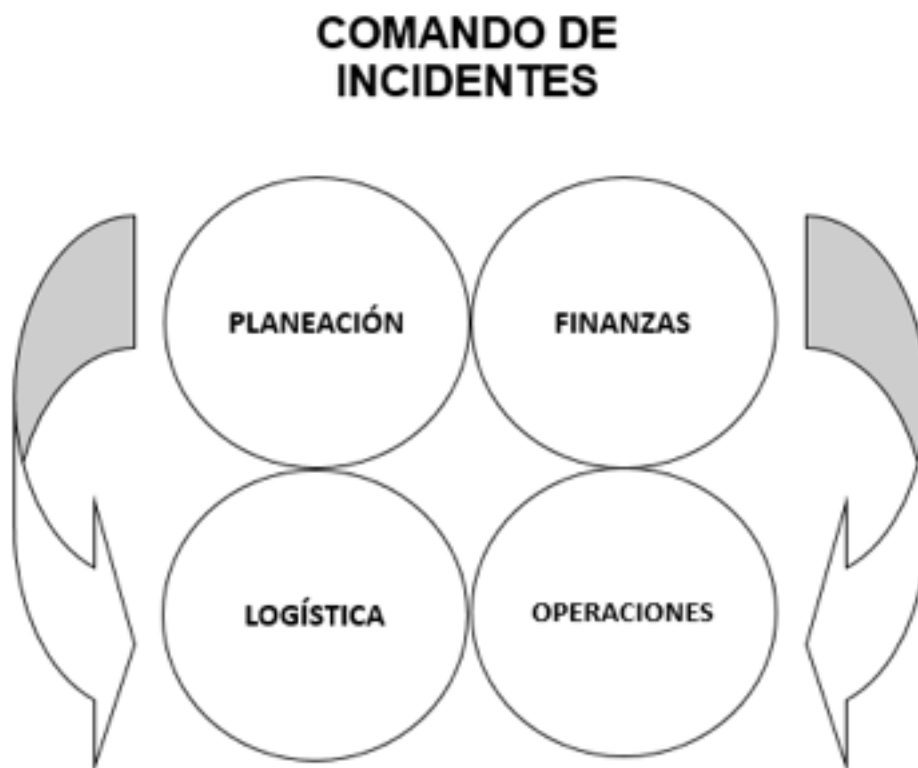 COMANDO DE
INCIDENTES
PLANEACIÓN
FINANZAS
LOGÍSTICA
OPERACIONES